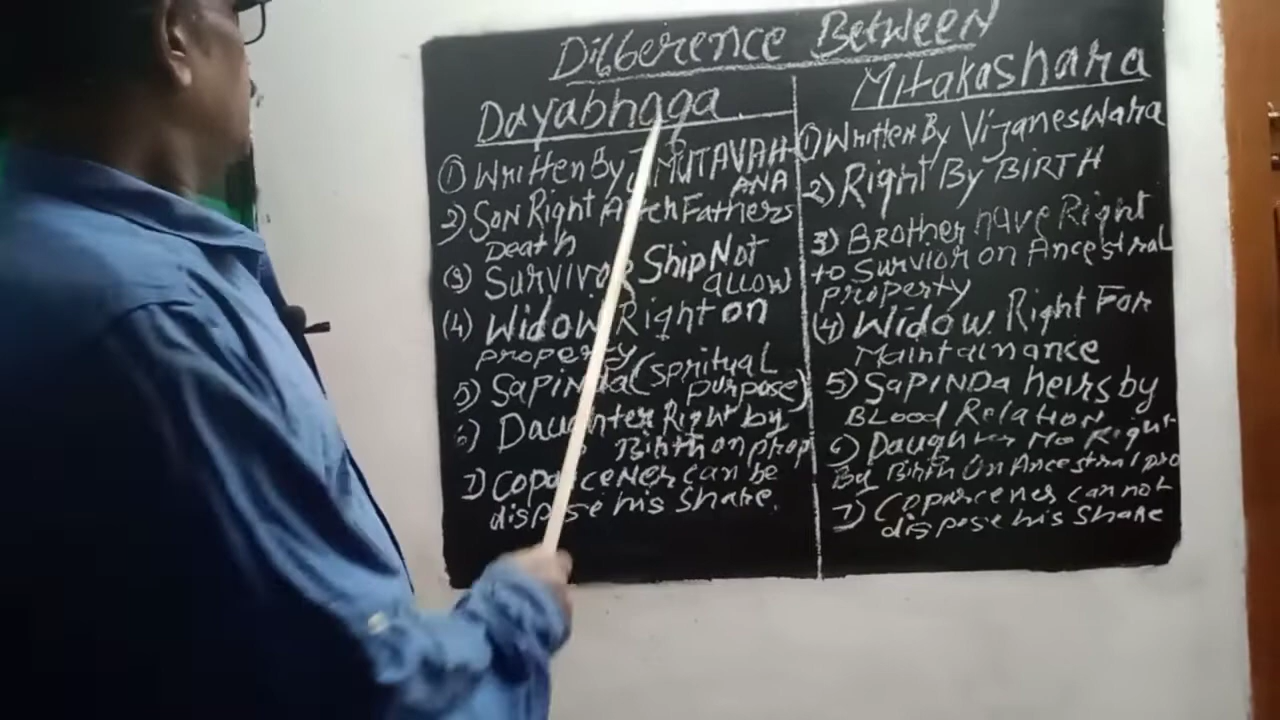 Difference Between
Dayabhaga
① Written By JIMUTAVAH
ANA
2) Son Right After Fathers
Death
(3) Survivor Ship Not
allow
(4) Widow Right on
property
5) SAPINDA (spritual
purpose)
6) Daughter Right by
Birth on prop
7) Coparcener can be
dispose his share.
Mitakashara
① Written By Vijaneswara
2) Right By BIRTH
3) Brother have Right
to Survior on Ancestral
property
(4) Widow Right For
Maintainance
5) SAPINDA heirs by
BLOOD RELATION
6) Daughter No Right
By Birth On Ancestral pro
7) Coparcener cannot
dispose his share